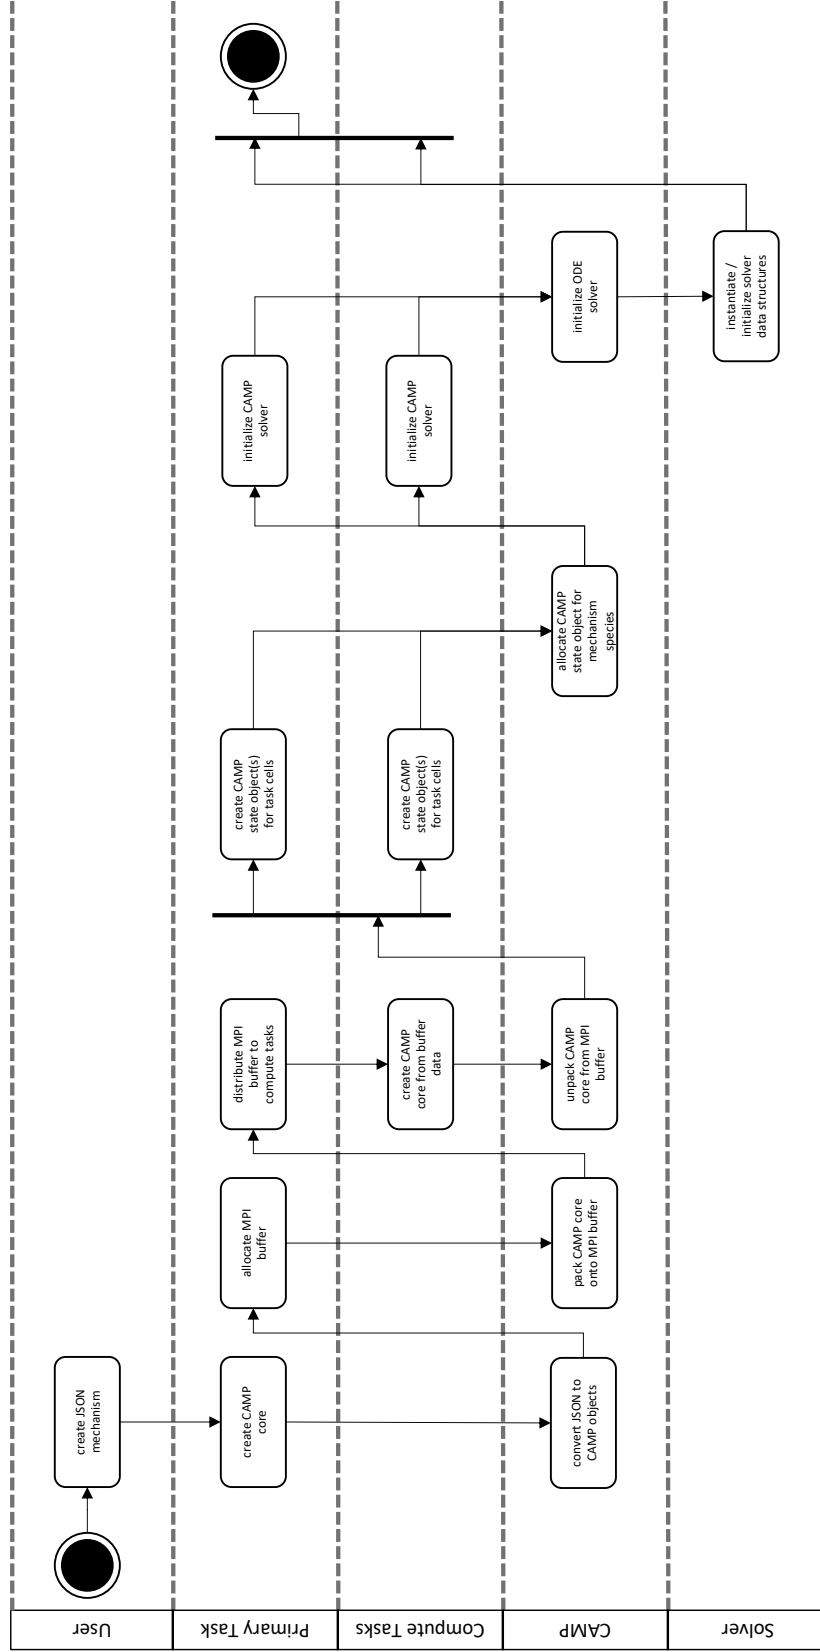 User
Primary Task
Compute Tasks
CAMP
Solver
create JSON
mechanism
create CAMP
core
convert JSON to
CAMP objects
allocate MPI
buffer
pack CAMP core
onto MPI buffer
distribute MPI
buffer to
compute tasks
create CAMP
core from buffer
data
unpack CAMP
core from MPI
buffer
create CAMP
state object(s)
for task cells
create CAMP
state object(s)
for task cells
allocate CAMP
state object for
mechanism
species
initialize CAMP
solver
initialize CAMP
solver
initialize ODE
solver
instantiate /
initialize solver
data structures